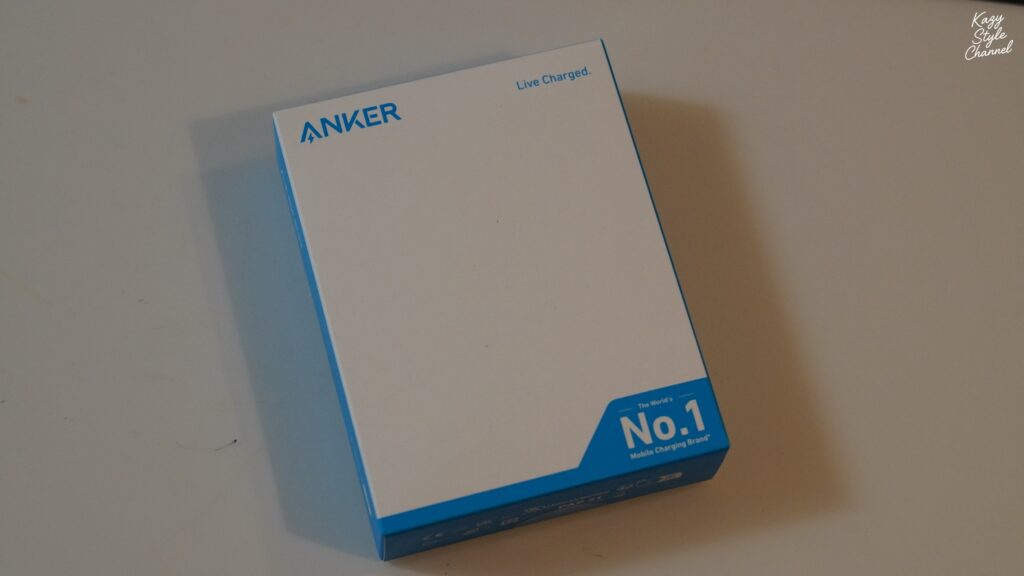 ANKER
Live Charged.
The World's
No.1
Mobile Charging Brand*
Kazy
Style
Channel